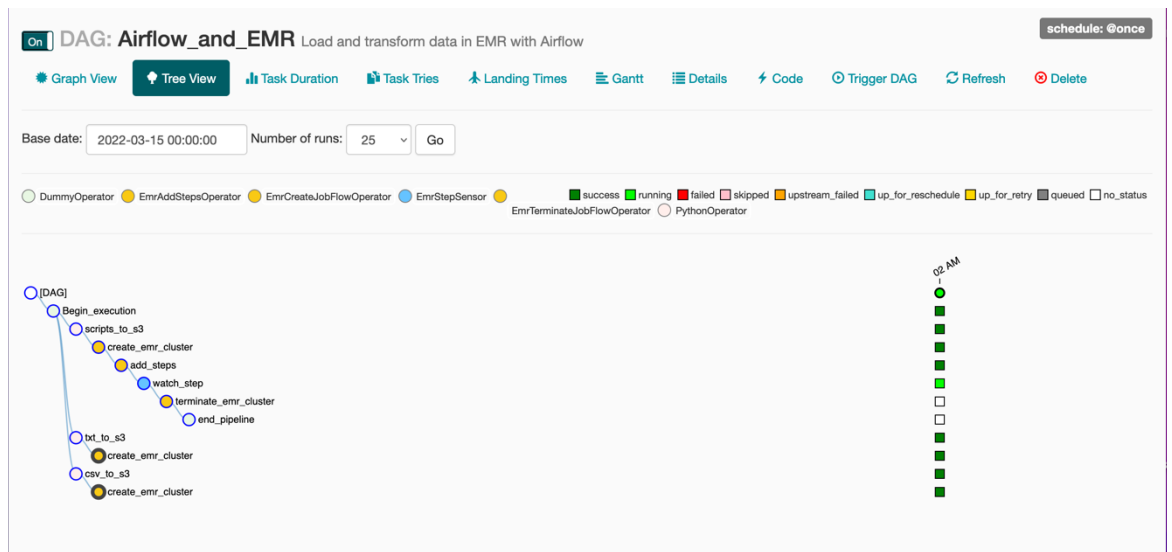 On DAG: Airflow_and_EMR Load and transform data in EMR with Airflow
schedule: @once
Graph View Tree View Task Duration Task Tries Landing Times Gantt Details Code Trigger DAG Refresh Delete
Base date: 2022-03-15 00:00:00 Number of runs: 25 Go
DummyOperator EmrAddStepsOperator EmrCreateJobFlowOperator EmrStepSensor
EmrTerminateJobFlowOperator PythonOperator
success running failed skipped upstream_failed up_for_reschedule up_for_retry queued no_status
02 AM
[DAG]
Begin_execution
scripts_to_s3
create_emr_cluster
add_steps
watch_step
terminate_emr_cluster
end_pipeline
txt_to_s3
create_emr_cluster
csv_to_s3
create_emr_cluster